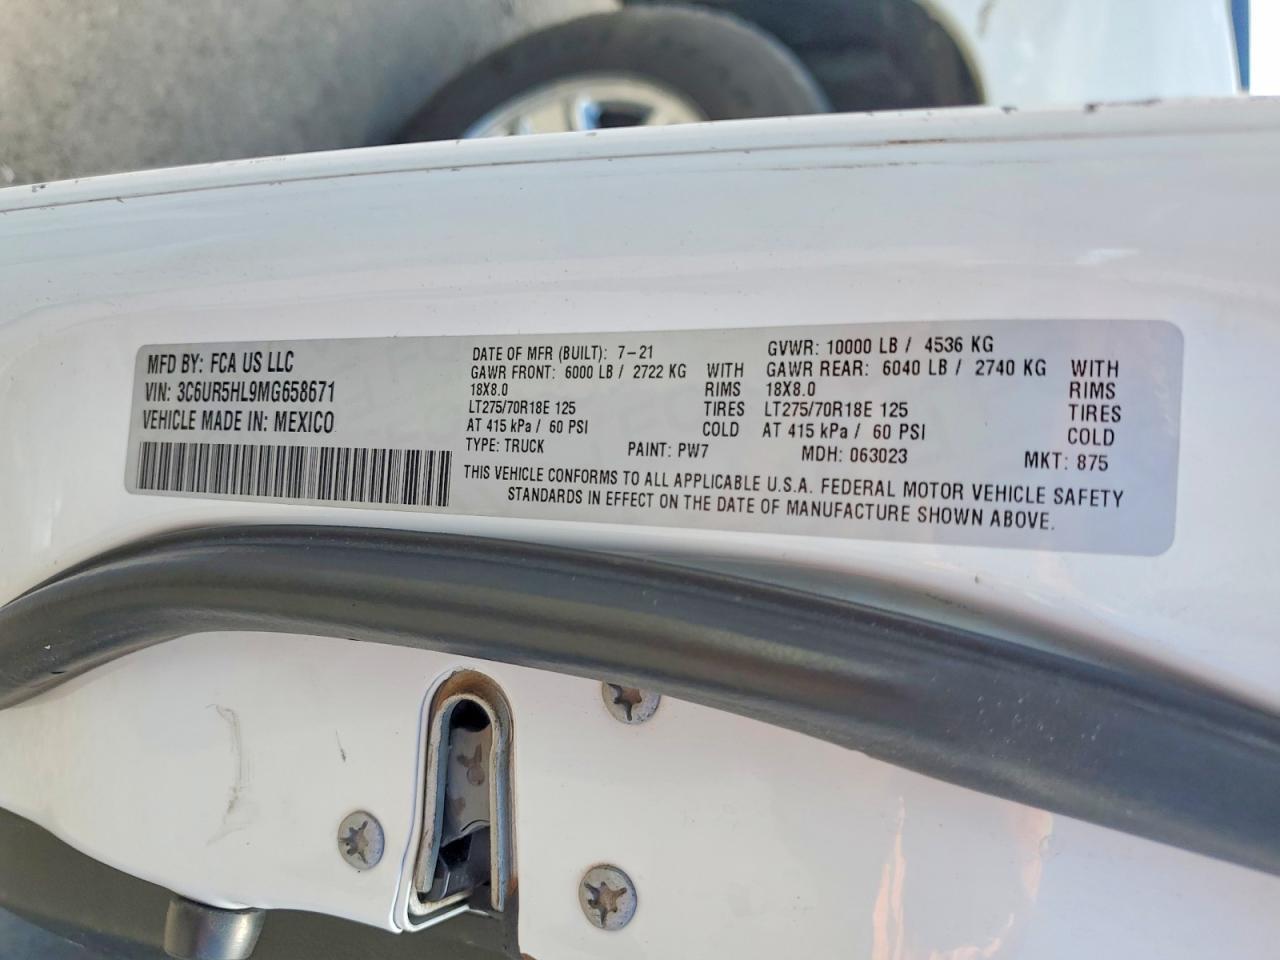 MFD BY: FCA US LLC
VIN: 3C6UR5HL9MG658671
VEHICLE MADE IN: MEXICO
DATE OF MFR (BUILT): 7-21
GAWR FRONT: 6000 LB / 2722 KG WITH
18X8.0 RIMS
LT275/70R18E 125 TIRES
AT 415 kPa / 60 PSI COLD
GVWR: 10000 LB / 4536 KG
GAWR REAR: 6040 LB / 2740 KG WITH
18X8.0 RIMS
LT275/70R18E 125 TIRES
AT 415 kPa / 60 PSI COLD
TYPE: TRUCK PAINT: PW7 MDH: 063023 MKT: 875
THIS VEHICLE CONFORMS TO ALL APPLICABLE U.S.A. FEDERAL MOTOR VEHICLE SAFETY
STANDARDS IN EFFECT ON THE DATE OF MANUFACTURE SHOWN ABOVE.